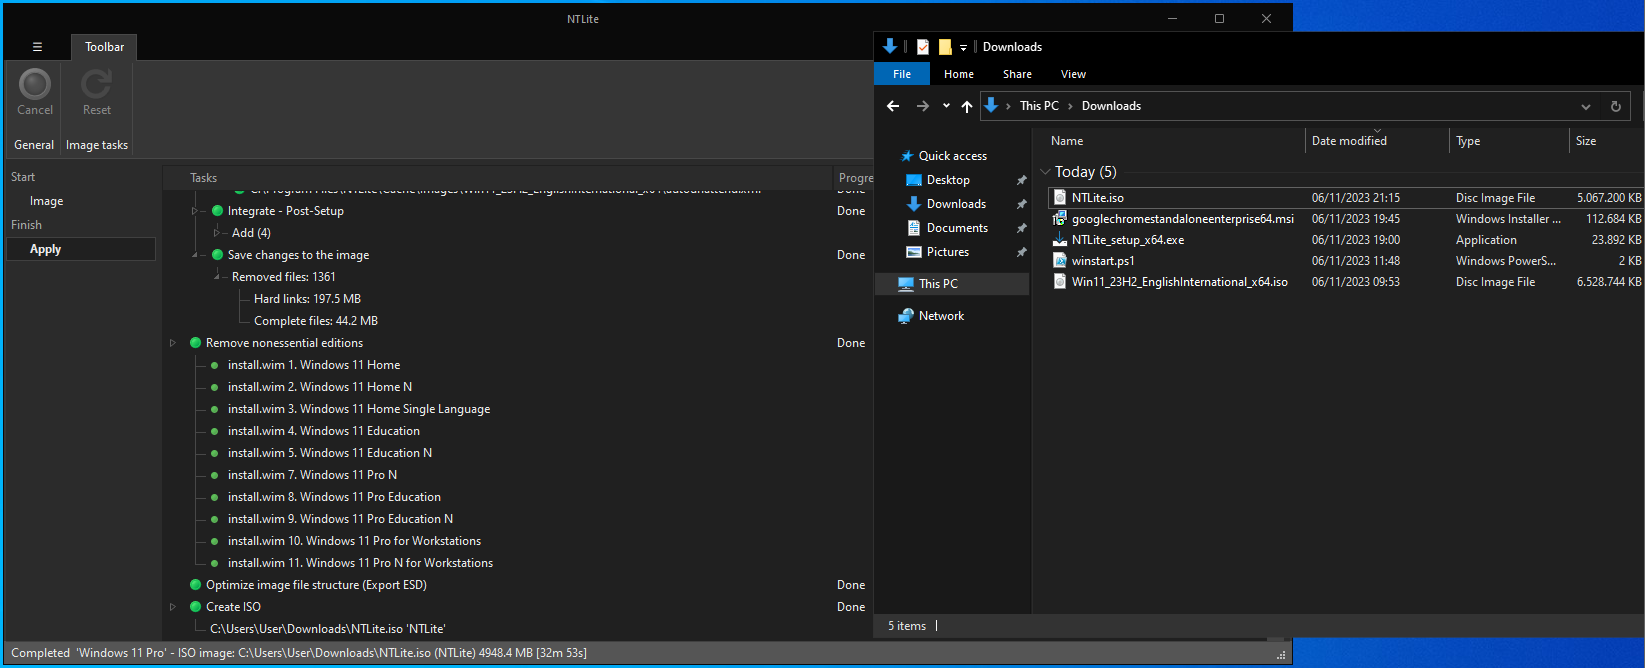 NTLite
Toolbar
Cancel
Reset
General
Image tasks
Start
Image
Finish
Apply
Tasks
Progre
C:\Program Files\NTLite\Cache\Images\Win11_23H2_EnglishInternational_x64\autounattend.xml
Done
Integrate - Post-Setup
Done
Add (4)
Save changes to the image
Done
Removed files: 1361
Hard links: 197.5 MB
Complete files: 44.2 MB
Remove nonessential editions
Done
install.wim 1. Windows 11 Home
install.wim 2. Windows 11 Home N
install.wim 3. Windows 11 Home Single Language
install.wim 4. Windows 11 Education
install.wim 5. Windows 11 Education N
install.wim 7. Windows 11 Pro N
install.wim 8. Windows 11 Pro Education
install.wim 9. Windows 11 Pro Education N
install.wim 10. Windows 11 Pro for Workstations
install.wim 11. Windows 11 Pro N for Workstations
Optimize image file structure (Export ESD)
Done
Create ISO
Done
C:\Users\User\Downloads\NTLite.iso 'NTLite'
Completed 'Windows 11 Pro' - ISO image: C:\Users\User\Downloads\NTLite.iso (NTLite) 4948.4 MB [32m 53s]
Downloads
File
Home
Share
View
This PC
Downloads
Quick access
Desktop
Downloads
Documents
Pictures
This PC
Network
Name
Date modified
Type
Size
Today (5)
NTLite.iso 06/11/2023 21:15 Disc Image File 5.067.200 KB
googlechromestandaloneenterprise64.msi 06/11/2023 19:45 Windows Installer ... 112.684 KB
NTLite_setup_x64.exe 06/11/2023 19:00 Application 23.892 KB
winstart.ps1 06/11/2023 11:48 Windows PowerS... 2 KB
Win11_23H2_EnglishInternational_x64.iso 06/11/2023 09:53 Disc Image File 6.528.744 KB
5 items